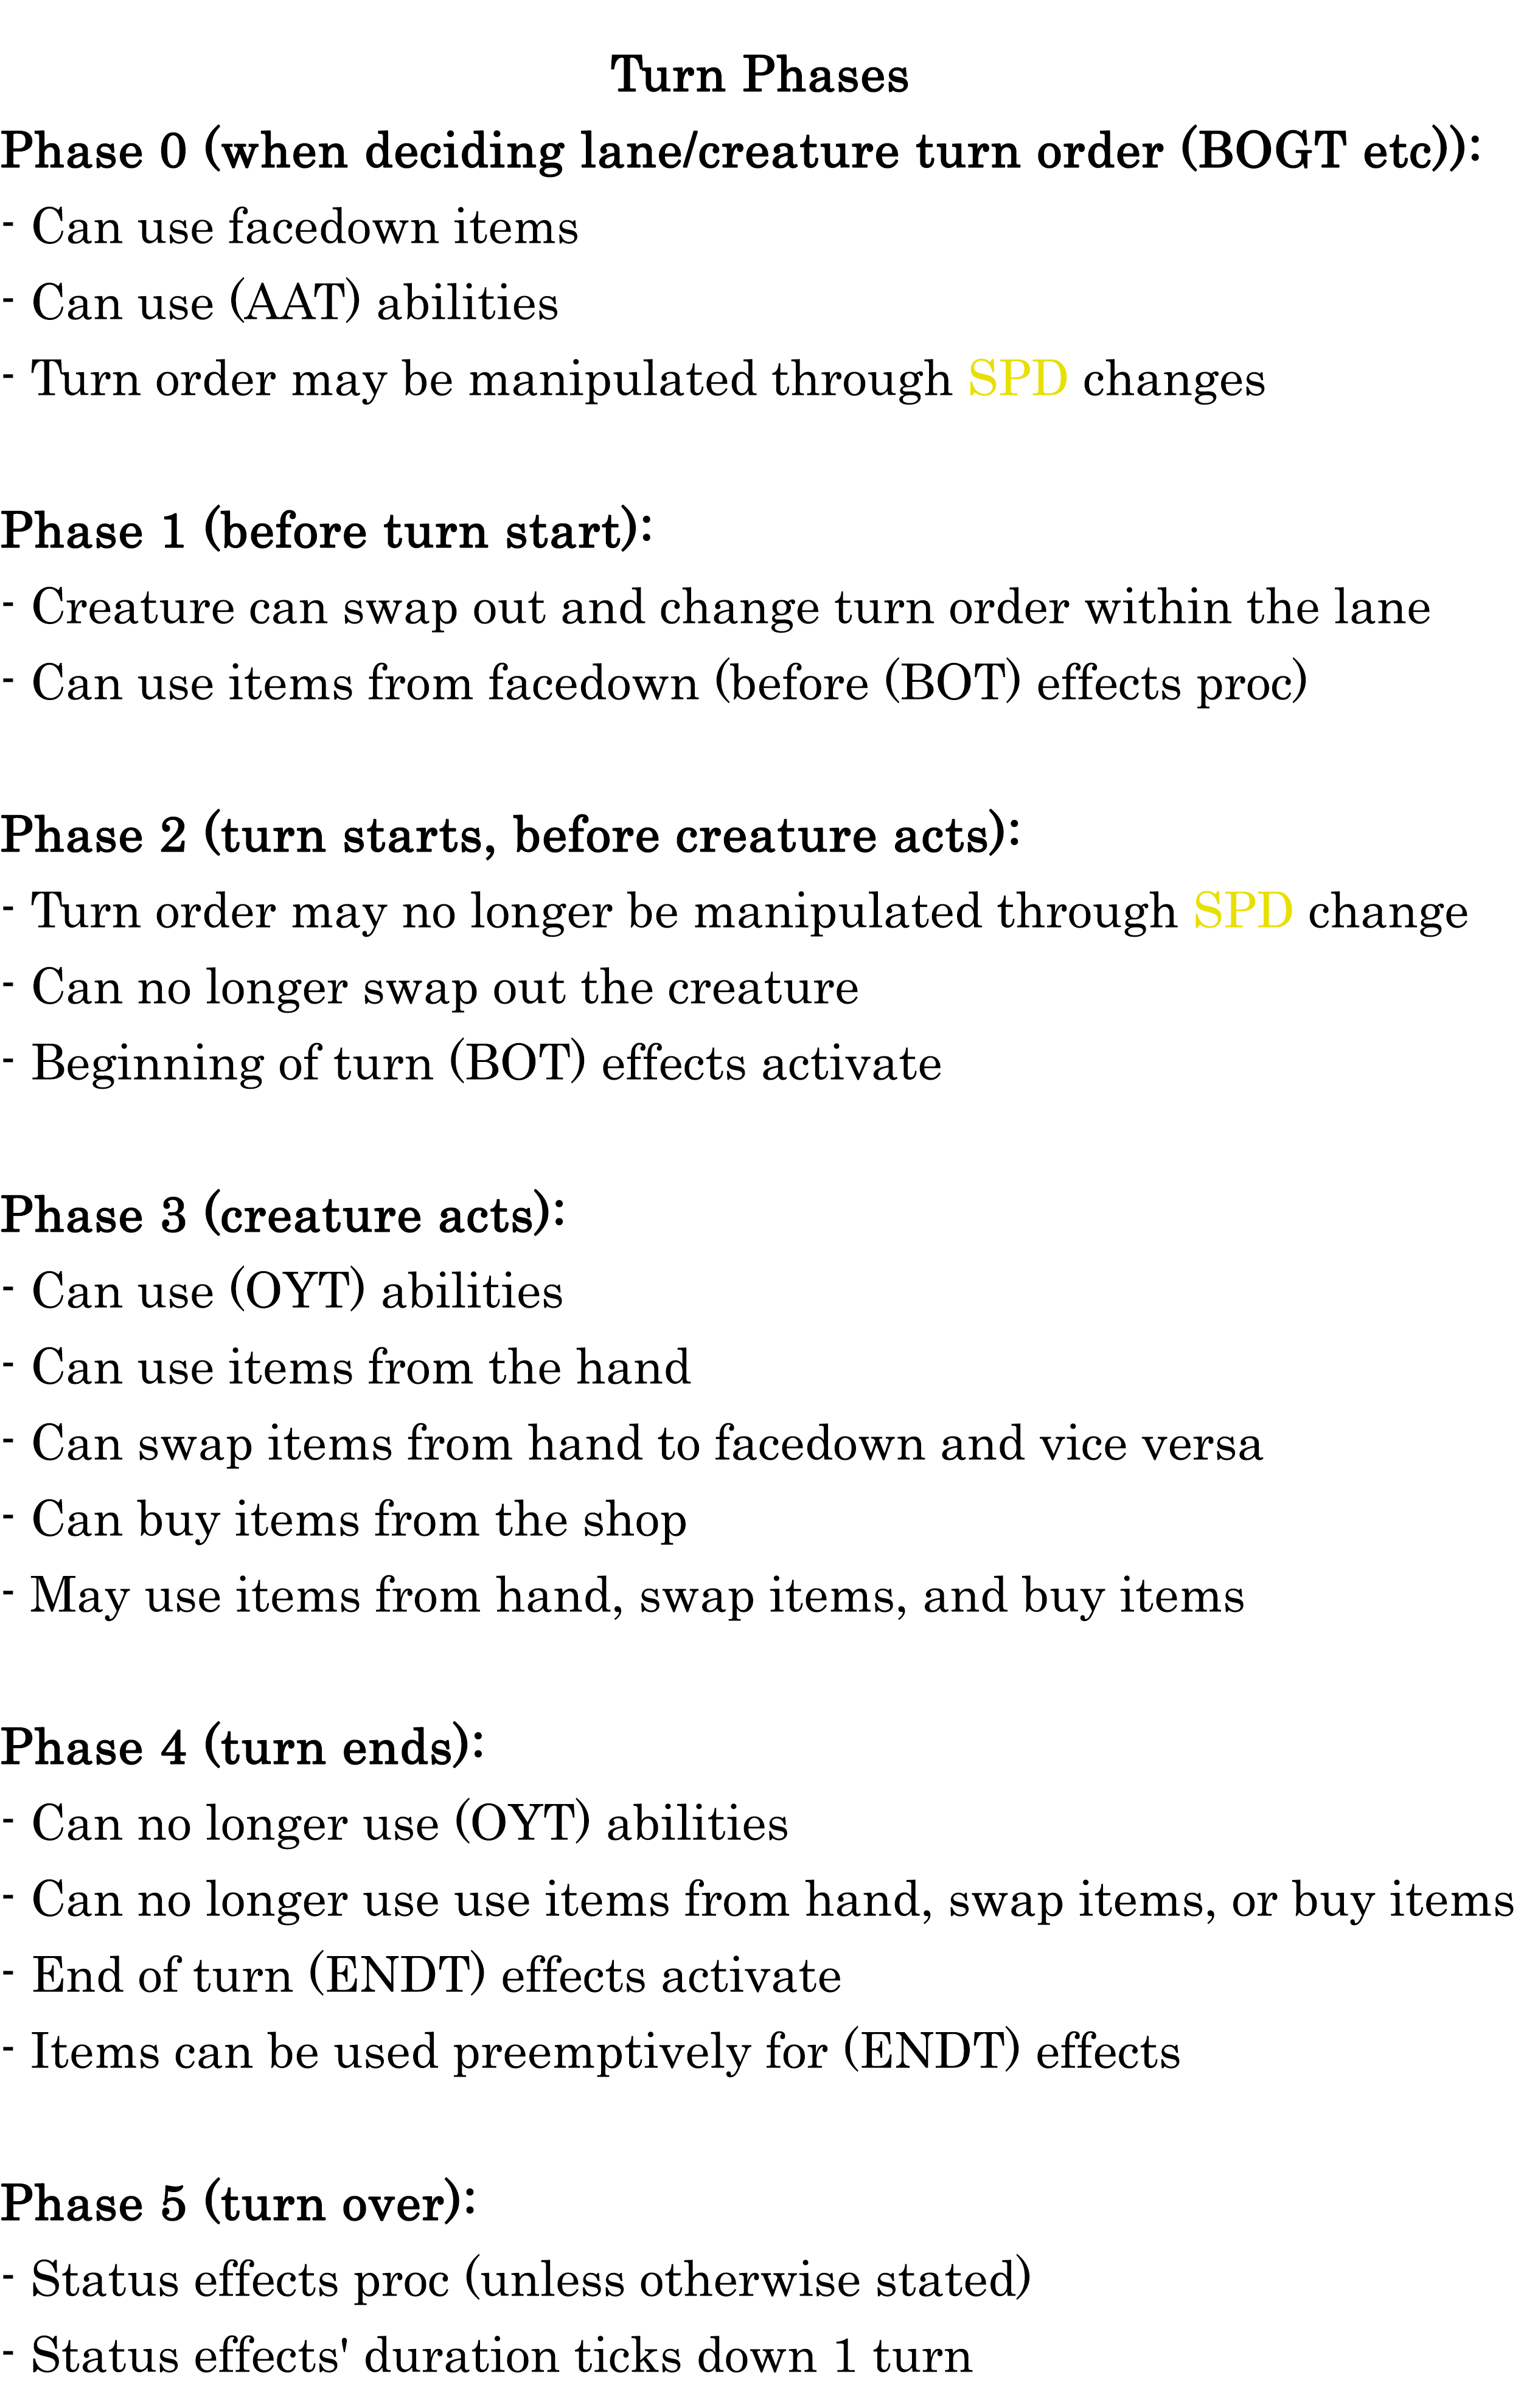 Turn Phases
Phase 0 (when deciding lane/creature turn order (BOGT etc)):
- Can use facedown items
- Can use (AAT) abilities
- Turn order may be manipulated through SPD changes
Phase 1 (before turn start):
- Creature can swap out and change turn order within the lane
- Can use items from facedown (before (BOT) effects proc)
Phase 2 (turn starts, before creature acts):
- Turn order may no longer be manipulated through SPD change
- Can no longer swap out the creature
- Beginning of turn (BOT) effects activate
Phase 3 (creature acts):
- Can use (OYT) abilities
- Can use items from the hand
- Can swap items from hand to facedown and vice versa
- Can buy items from the shop
- May use items from hand, swap items, and buy items
Phase 4 (turn ends):
- Can no longer use (OYT) abilities
- Can no longer use use items from hand, swap items, or buy items
- End of turn (ENDT) effects activate
- Items can be used preemptively for (ENDT) effects
Phase 5 (turn over):
- Status effects proc (unless otherwise stated)
- Status effects' duration ticks down 1 turn